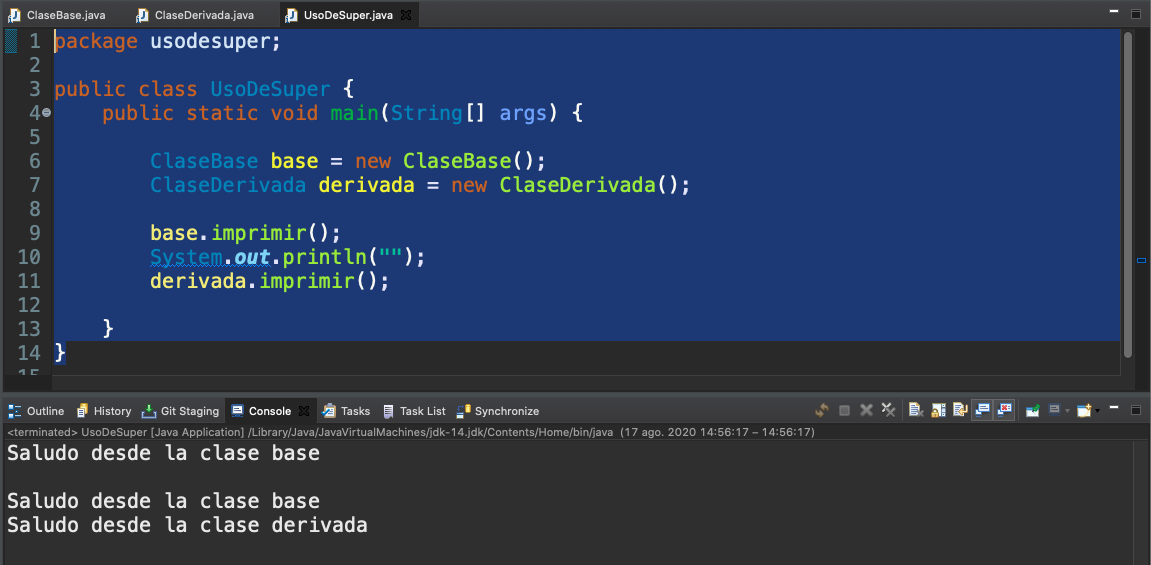 ClaseBase.java ClaseDerivada.java UsoDeSuper.java
1 package usodesuper;
2
3 public class UsoDeSuper {
4 public static void main(String[] args) {
5
6 ClaseBase base = new ClaseBase();
7 ClaseDerivada derivada = new ClaseDerivada();
8
9 base.imprimir();
10 System.out.println("");
11 derivada.imprimir();
12
13 }
14 }
15
Outline History Git Staging Console Tasks Task List Synchronize
<terminated> UsoDeSuper [Java Application] /Library/Java/JavaVirtualMachines/jdk-14.jdk/Contents/Home/bin/java (17 ago. 2020 14:56:17 – 14:56:17)
Saludo desde la clase base
Saludo desde la clase base
Saludo desde la clase derivada